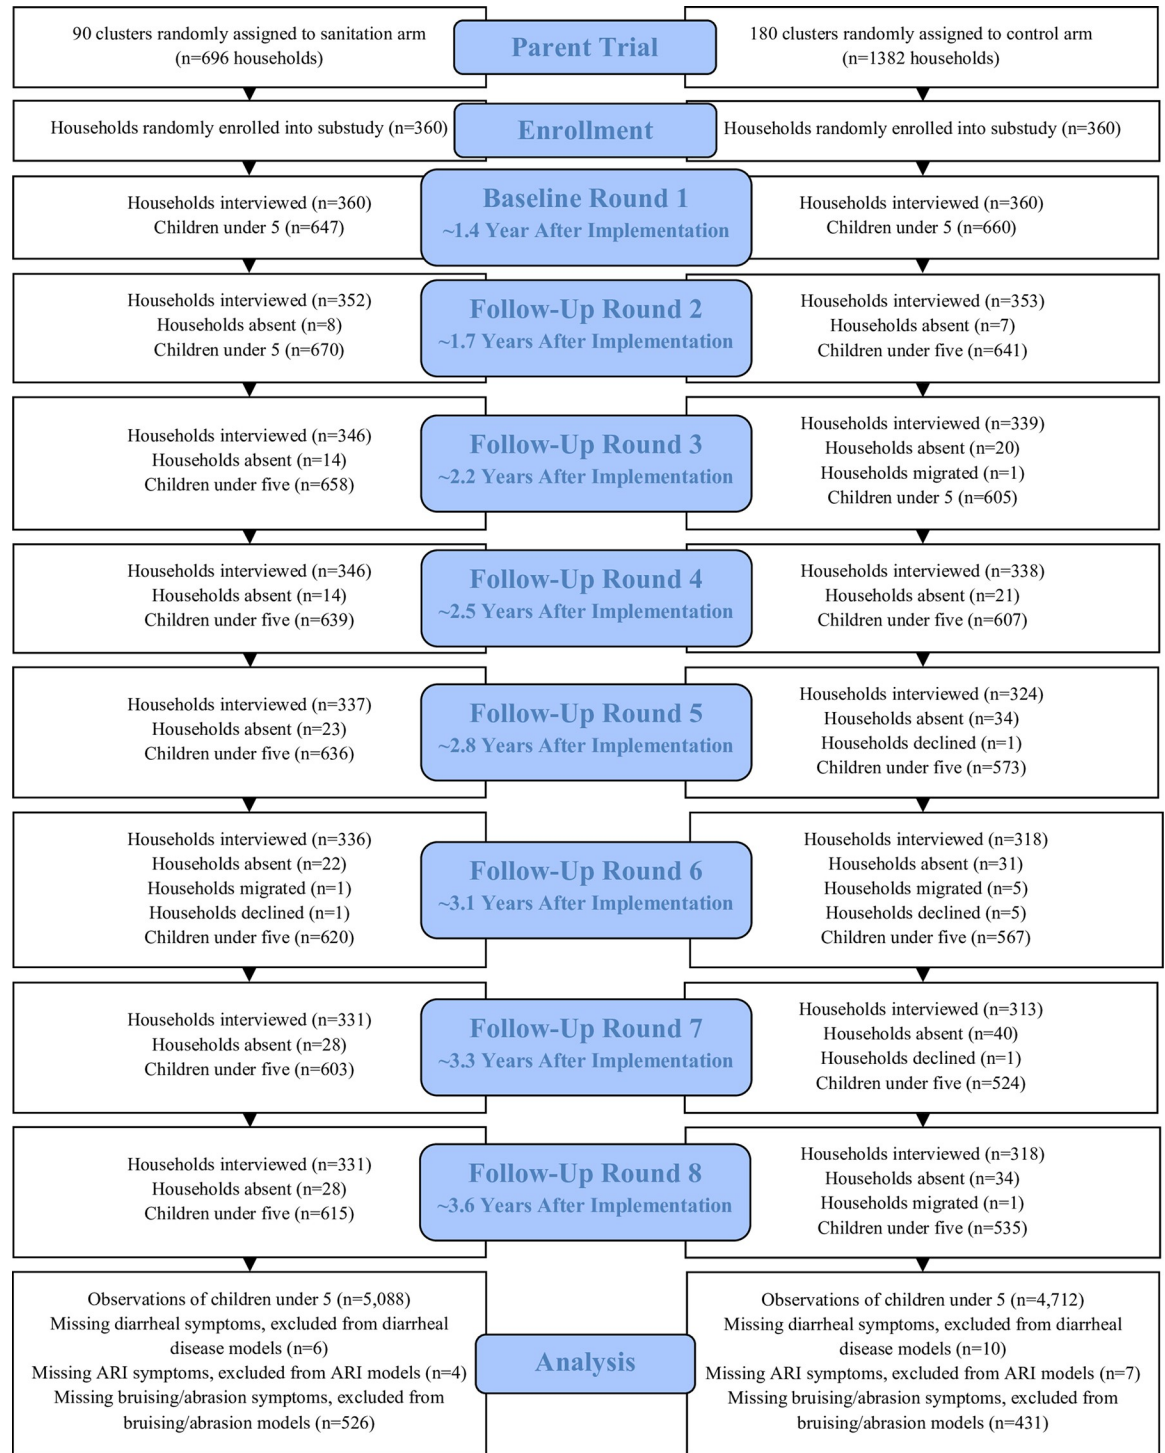 90 clusters randomly assigned to sanitation arm
(n=696 households)
Parent Trial
180 clusters randomly assigned to control arm
(n=1382 households)
Households randomly enrolled into substudy (n=360)
Enrollment
Households randomly enrolled into substudy (n=360)
Households interviewed (n=360)
Children under 5 (n=647)
Baseline Round 1
~1.4 Year After Implementation
Households interviewed (n=360)
Children under 5 (n=660)
Households interviewed (n=352)
Households absent (n=8)
Children under 5 (n=670)
Follow-Up Round 2
~1.7 Years After Implementation
Households interviewed (n=353)
Households absent (n=7)
Children under five (n=641)
Households interviewed (n=346)
Households absent (n=14)
Children under five (n=658)
Follow-Up Round 3
~2.2 Years After Implementation
Households interviewed (n=339)
Households absent (n=20)
Households migrated (n=1)
Children under 5 (n=605)
Households interviewed (n=346)
Households absent (n=14)
Children under five (n=639)
Follow-Up Round 4
~2.5 Years After Implementation
Households interviewed (n=338)
Households absent (n=21)
Children under five (n=607)
Households interviewed (n=337)
Households absent (n=23)
Children under five (n=636)
Follow-Up Round 5
~2.8 Years After Implementation
Households interviewed (n=324)
Households absent (n=34)
Households declined (n=1)
Children under five (n=573)
Households interviewed (n=336)
Households absent (n=22)
Households migrated (n=1)
Households declined (n=1)
Children under five (n=620)
Follow-Up Round 6
~3.1 Years After Implementation
Households interviewed (n=318)
Households absent (n=31)
Households migrated (n=5)
Households declined (n=5)
Children under five (n=567)
Households interviewed (n=331)
Households absent (n=28)
Children under five (n=603)
Follow-Up Round 7
~3.3 Years After Implementation
Households interviewed (n=313)
Households absent (n=40)
Households declined (n=1)
Children under five (n=524)
Households interviewed (n=331)
Households absent (n=28)
Children under five (n=615)
Follow-Up Round 8
~3.6 Years After Implementation
Households interviewed (n=318)
Households absent (n=34)
Households migrated (n=1)
Children under five (n=535)
Observations of children under 5 (n=5,088)
Missing diarrheal symptoms, excluded from diarrheal
disease models (n=6)
Missing ARI symptoms, excluded from ARI models (n=4)
Missing bruising/abrasion symptoms, excluded from
bruising/abrasion models (n=526)
Analysis
Observations of children under 5 (n=4,712)
Missing diarrheal symptoms, excluded from diarrheal
disease models (n=10)
Missing ARI symptoms, excluded from ARI models (n=7)
Missing bruising/abrasion symptoms, excluded from
bruising/abrasion models (n=431)